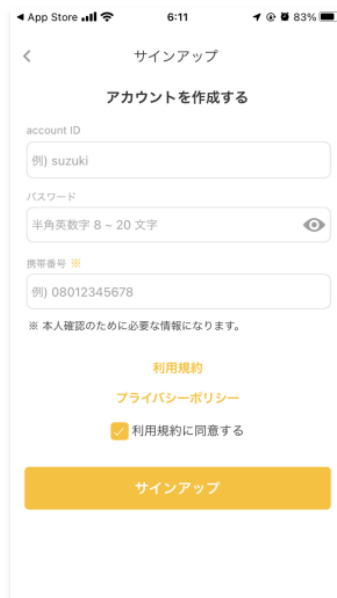 App Store
6:11
83%
サインアップ
アカウントを作成する
account ID
例) suzuki
パスワード
半角英数字 8 ~ 20 文字
携帯番号 ※
例) 08012345678
※ 本人確認のために必要な情報になります。
利用規約
プライバシーポリシー
利用規約に同意する
サインアップ